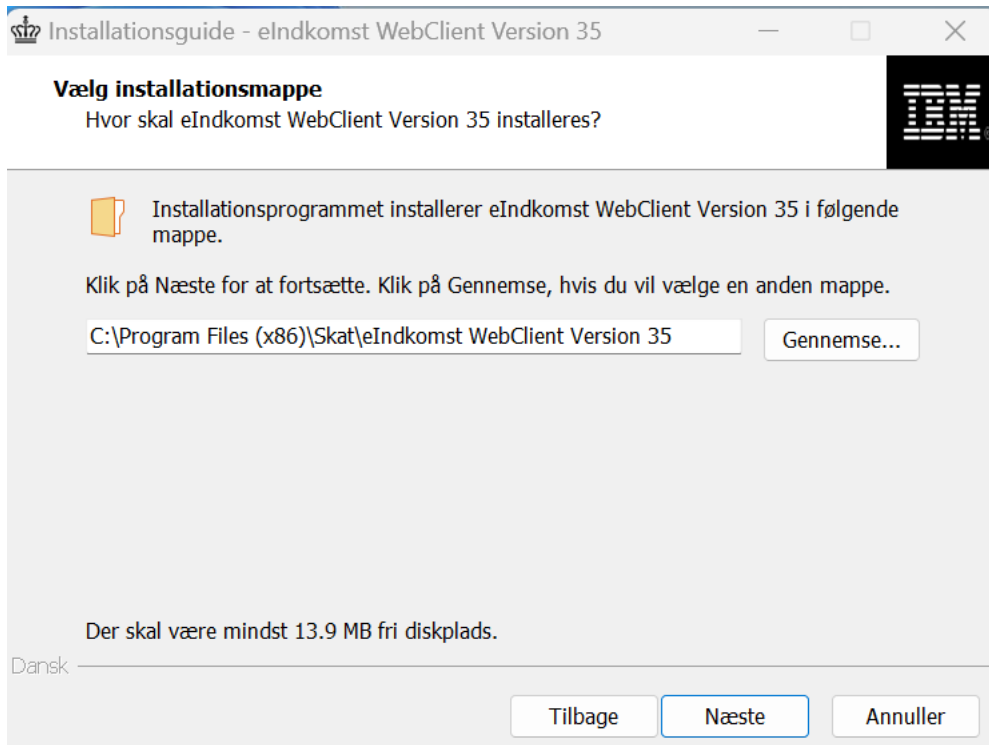 Installationsguide - eIndkomst WebClient Version 35
Vælg installationsmappe
Hvor skal eIndkomst WebClient Version 35 installeres?
IBM
Installationsprogrammet installerer eIndkomst WebClient Version 35 i følgende
mappe.
Klik på Næste for at fortsætte. Klik på Gennemse, hvis du vil vælge en anden mappe.
C:\Program Files (x86)\Skat\eIndkomst WebClient Version 35
Gennemse...
Der skal være mindst 13.9 MB fri diskplads.
Dansk
Tilbage Næste Annuller